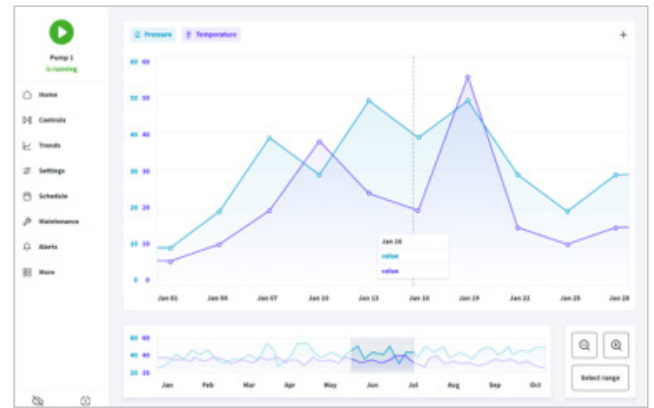 Pump 1
is running
Home
Controls
Trends
Settings
Schedule
Maintenance
Alerts
More
Pressure Temperature +
60 60
50 50
40 40
30 30
20 20
10 10
0 0
Jan 16
value
value
Jan 01 Jan 04 Jan 07 Jan 10 Jan 13 Jan 16 Jan 19 Jan 22 Jan 25 Jan 28
60 60
40 40
20 20
Jan Feb Mar Apr May Jun Jul Aug Sep Oct
Select range